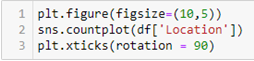 1 plt.figure(figsize=(10,5))
2 sns.countplot(df['Location'])
3 plt.xticks(rotation = 90)